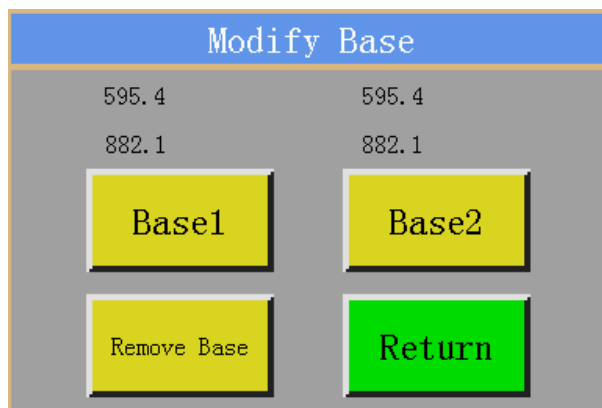 Modify Base
595.4 595.4
882.1 882.1
Base1 Base2
Remove Base Return